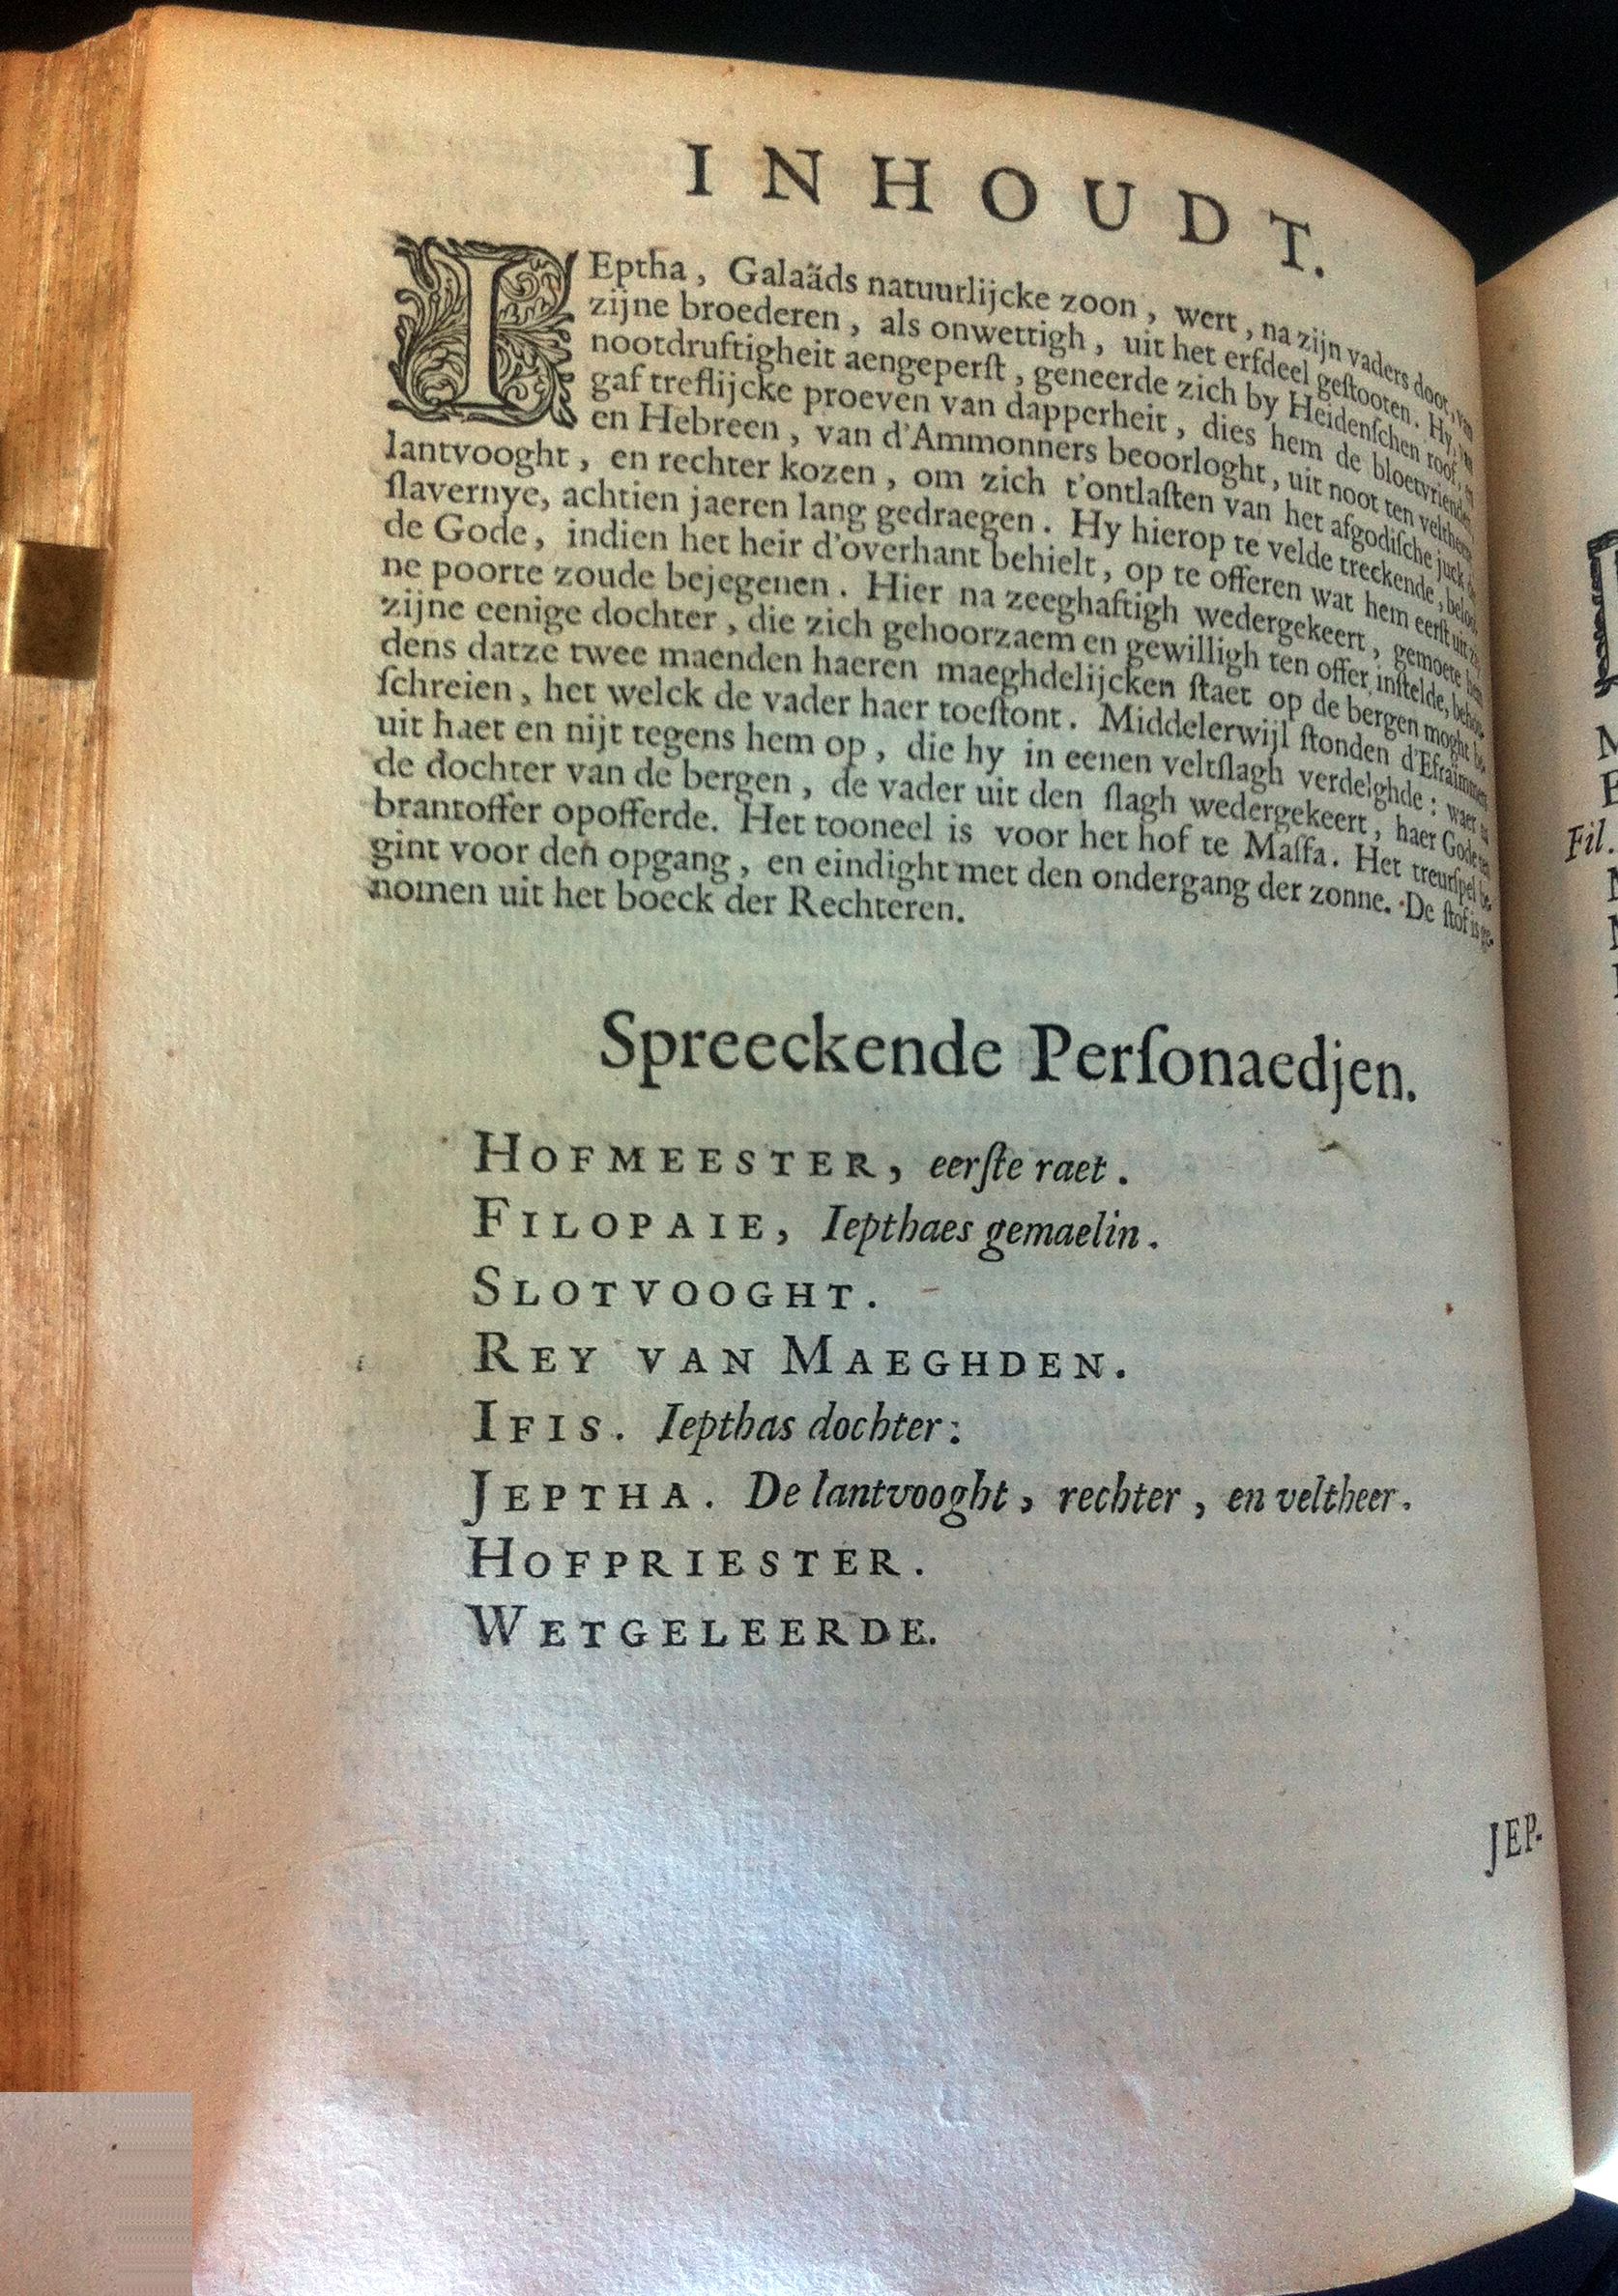 INHOUDT.
IEptha, Galaäds natuurlijcke zoon, wert, na zijn vaders doot, van
zijne broederen, als onwettigh, uit het erfdeel geſtooten. Hy, van
nootdruftigheit aengeperſt, geneerde zich by Heidenſchen roof, en
gaf treflijcke proeven van dapperheit, dies hem de bloetvrienden
en Hebreen, van d'Ammonners beoorloght, uit noot ten veltheer,
lantvooght, en rechter kozen, om zich t'ontlaſten van het afgodiſche juck der
ſlavernye, achtien jaeren lang gedraegen. Hy hierop te velde treckende, beloof-
de Gode, indien het heir d'overhant behielt, op te offeren wat hem eerſt uit zij-
ne poorte zoude bejegenen. Hier na zeeghaftigh wedergekeert, gemoete hem
zijne eenige dochter, die zich gehoorzaem en gewilligh ten offer inſtelde, behou-
dens datze twee maenden haeren maeghdelijcken ſtaet op de bergen moght be-
ſchreien, het welck de vader haer toeſtont. Middelerwijl ſtonden d'Efraïmmers
uit haet en nijt tegens hem op, die hy in eenen veltſlagh verdelghde: waer na
de dochter van de bergen, de vader uit den ſlagh wedergekeert, haer Gode ten
brantoffer opofferde. Het tooneel is voor het hof te Maſſa. Het treurſpel be-
gint voor den opgang, en eindight met den ondergang der zonne. De ſtof is ge-
nomen uit het boeck der Rechteren.
Spreeckende Perſonaedjen.
HOFMEESTER, eerſte raet.
FILOPAIE, Iepthaes gemaelin.
SLOTVOOGHT.
REY VAN MAEGHDEN.
IFIS. Iepthas dochter:
JEPTHA. De lantvooght, rechter, en veltheer.
HOFPRIESTER.
WETGELEERDE.
JEP-
Fil.